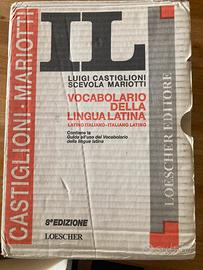 CASTIGLIONI-MARIOTTI
IL
LUIGI CASTIGLIONI
SCEVOLA MARIOTTI
VOCABOLARIO
DELLA
LINGUA LATINA
LATINO ITALIANO-ITALIANO LATINO
Contiene la
Guida all'uso del Vocabolario
della lingua latina
8ª EDIZIONE
LOESCHER
LOESCHER EDITORE